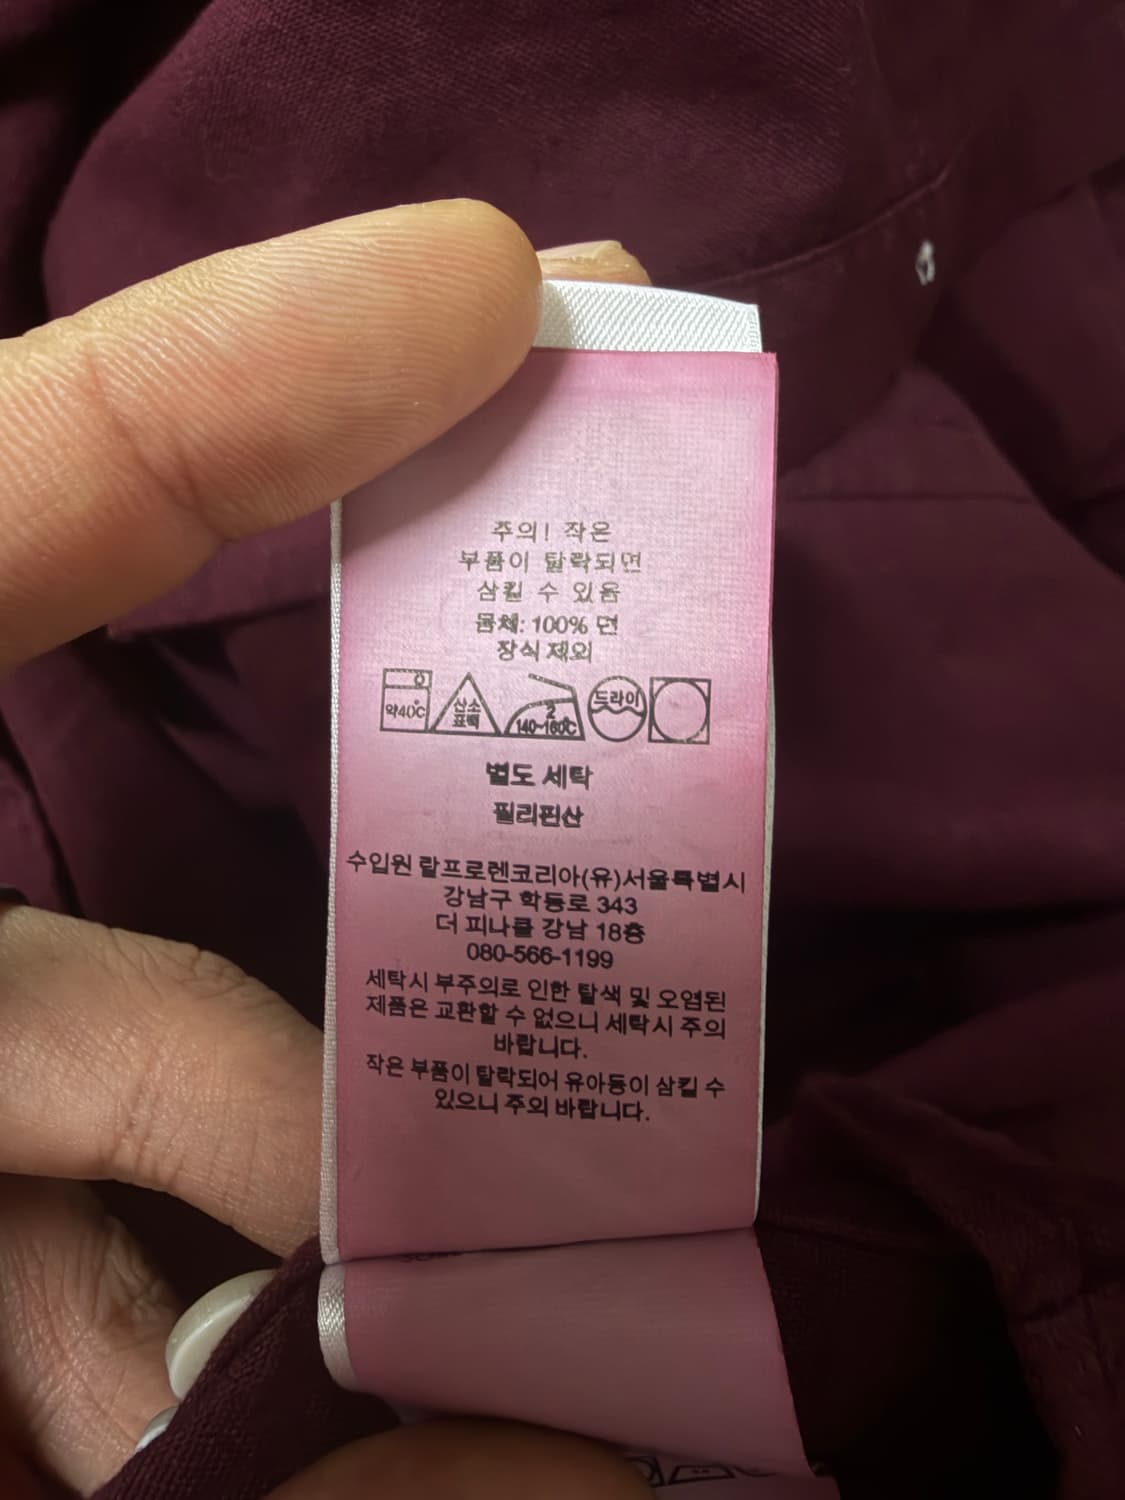 주의! 작은
부품이 탈락되면
삼킬 수 있음
몸체: 100% 면
장식 제외
약40℃
산소
표백
2
140~160℃
드라이
별도 세탁
필리핀산
수입원 랄프로렌코리아(유)서울특별시
강남구 학동로 343
더 피나클 강남 18층
080-566-1199
세탁시 부주의로 인한 탈색 및 오염된
제품은 교환할 수 없으니 세탁시 주의
바랍니다.
작은 부품이 탈락되어 유아등이 삼킬 수
있으니 주의 바랍니다.